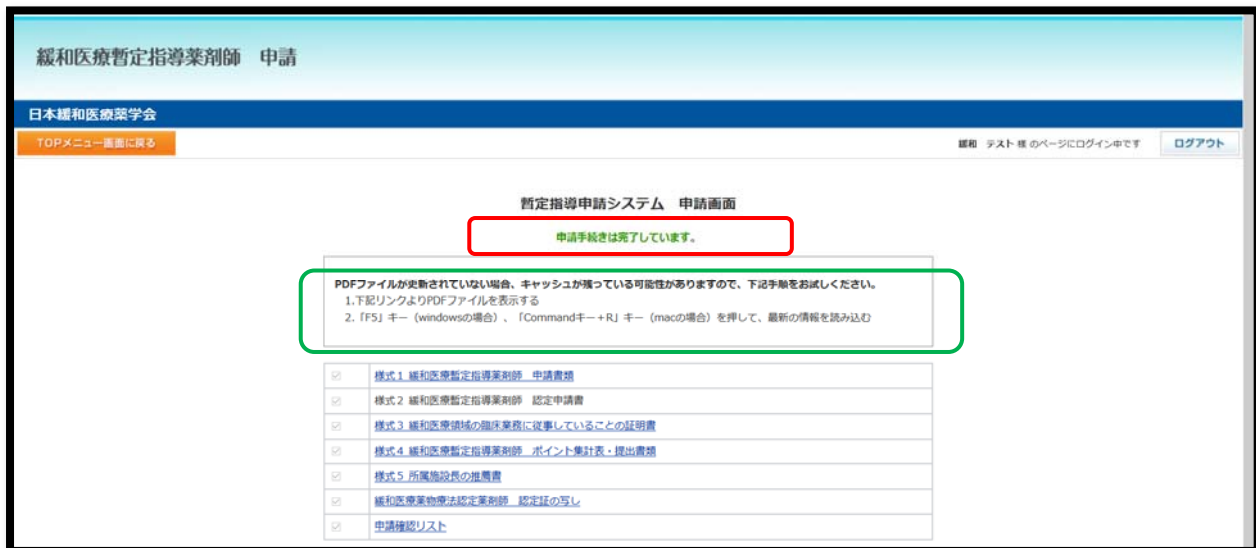 緩和医療暫定指導薬剤師　申請
日本緩和医療薬学会
TOPメニュー画面に戻る
緩和　テスト 様 のページにログイン中です
ログアウト
暫定指導申請システム　申請画面
申請手続きは完了しています。
PDFファイルが更新されていない場合、キャッシュが残っている可能性がありますので、下記手順をお試しください。
1.下記リンクよりPDFファイルを表示する
2.「F5」キー（windowsの場合）、「Commandキー+R」キー（macの場合）を押して、最新の情報を読み込む
様式１ 緩和医療暫定指導薬剤師　申請書類
様式２ 緩和医療暫定指導薬剤師　認定申請書
様式３ 緩和医療領域の臨床業務に従事していることの証明書
様式４ 緩和医療暫定指導薬剤師　ポイント集計表・提出書類
様式５ 所属施設長の推薦書
緩和医療薬物療法認定薬剤師　認定証の写し
申請確認リスト